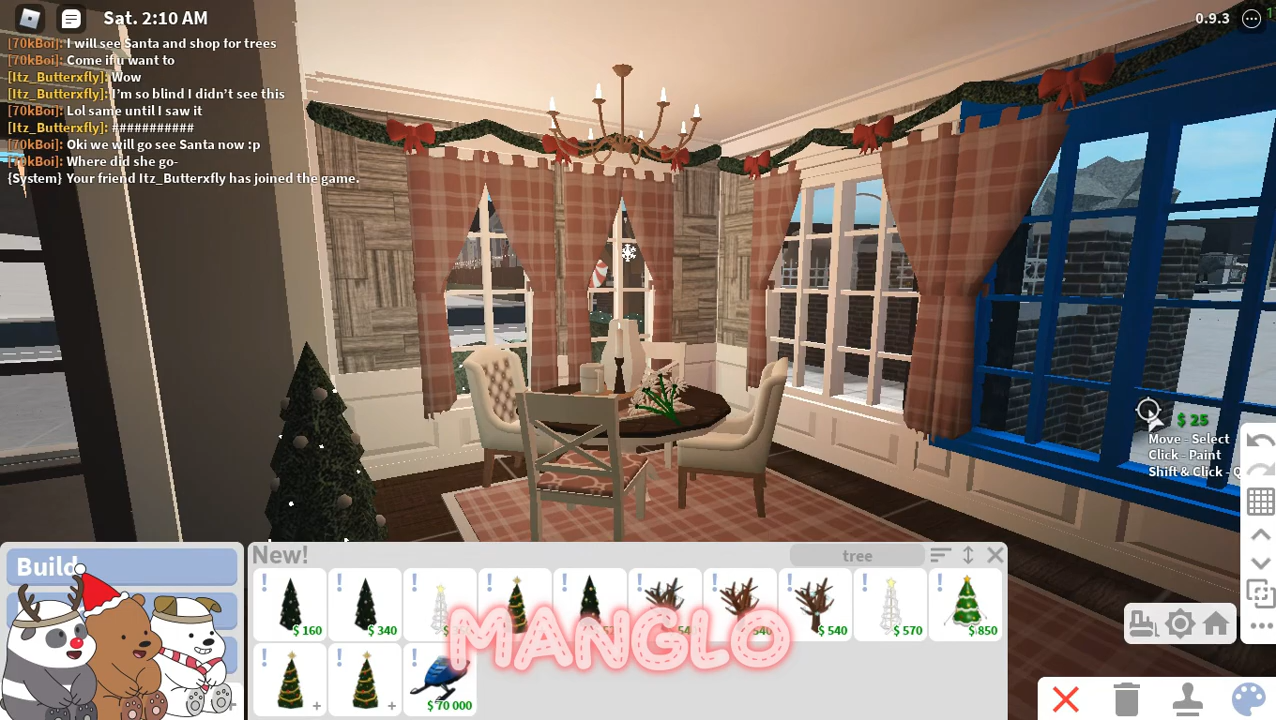 Sat. 2:10 AM
0.9.3
1
[70kBoi]: I will see Santa and shop for trees
[70kBoi]: Come if u want to
[Itz_Butterxfly]: Wow
[Itz_Butterxfly]: I'm so blind I didn't see this
[70kBoi]: Lol same until I saw it
[Itz_Butterxfly]: ###########
[70kBoi]: Oki we will go see Santa now :p
[70kBoi]: Where did she go-
{System} Your friend Itz_Butterxfly has joined the game.
$ 25
Move - Select
Click - Paint
Shift & Click - Q
Build
New!
tree
! ! ! ! ! ! ! ! ! !
$ 160 $ 340 540 $ 540 $ 570 $ 850
MANGLO
! ! !
+ + $ 70 000